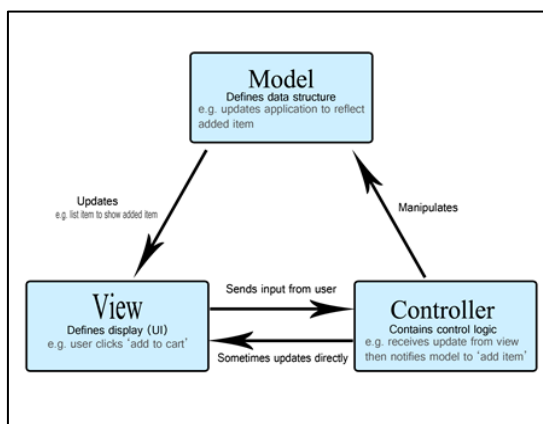 Model
Defines data structure
e.g. updates application to reflect
added item
Updates
e.g. list item to show added item
Manipulates
View
Defines display (UI)
e.g. user clicks 'add to cart'
Sends input from user
Sometimes updates directly
Controller
Contains control logic
e.g. receives update from view
then notifies model to 'add item'